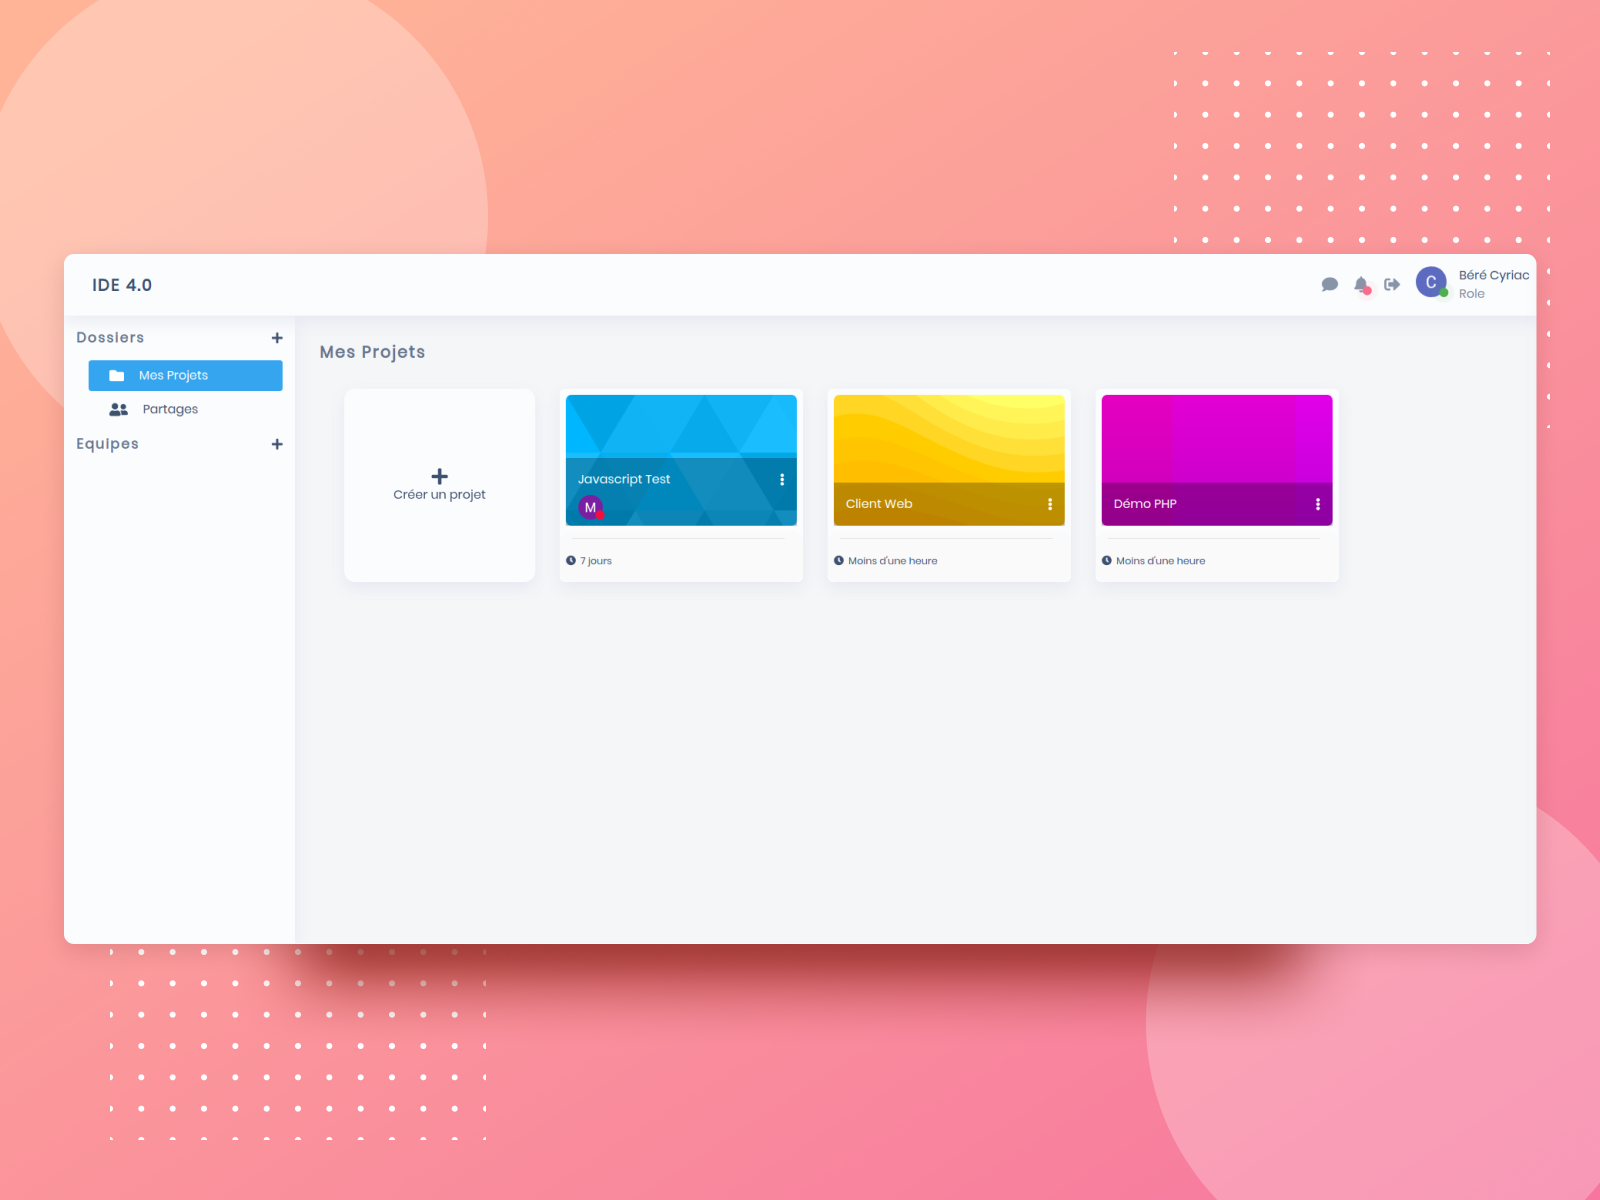 IDE 4.0
C
Béré Cyriac
Role
Dossiers
Mes Projets
Partages
Equipes
Mes Projets
Créer un projet
Javascript Test
M
7 jours
Client Web
Moins d'une heure
Démo PHP
Moins d'une heure